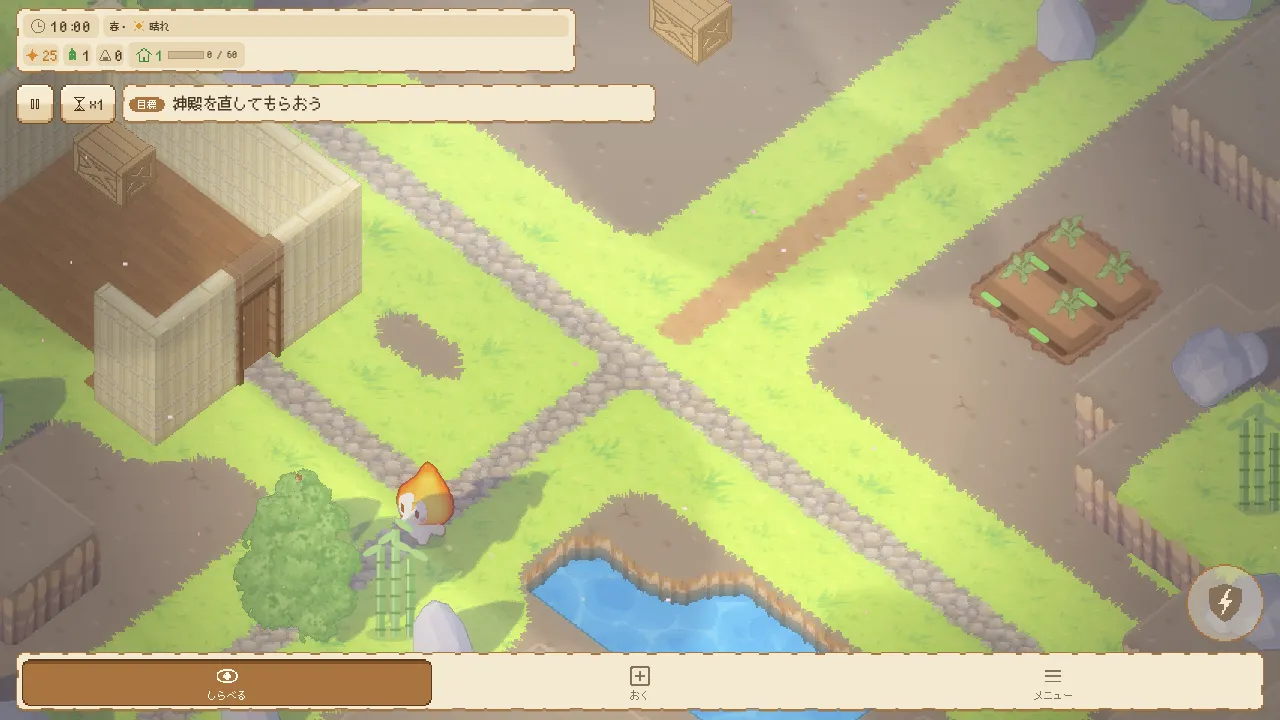 10:00 春・ 晴れ
25 1 0 1 0 / 60
x1 目標 神殿を直してもらおう
しらべる
おく
メニュー